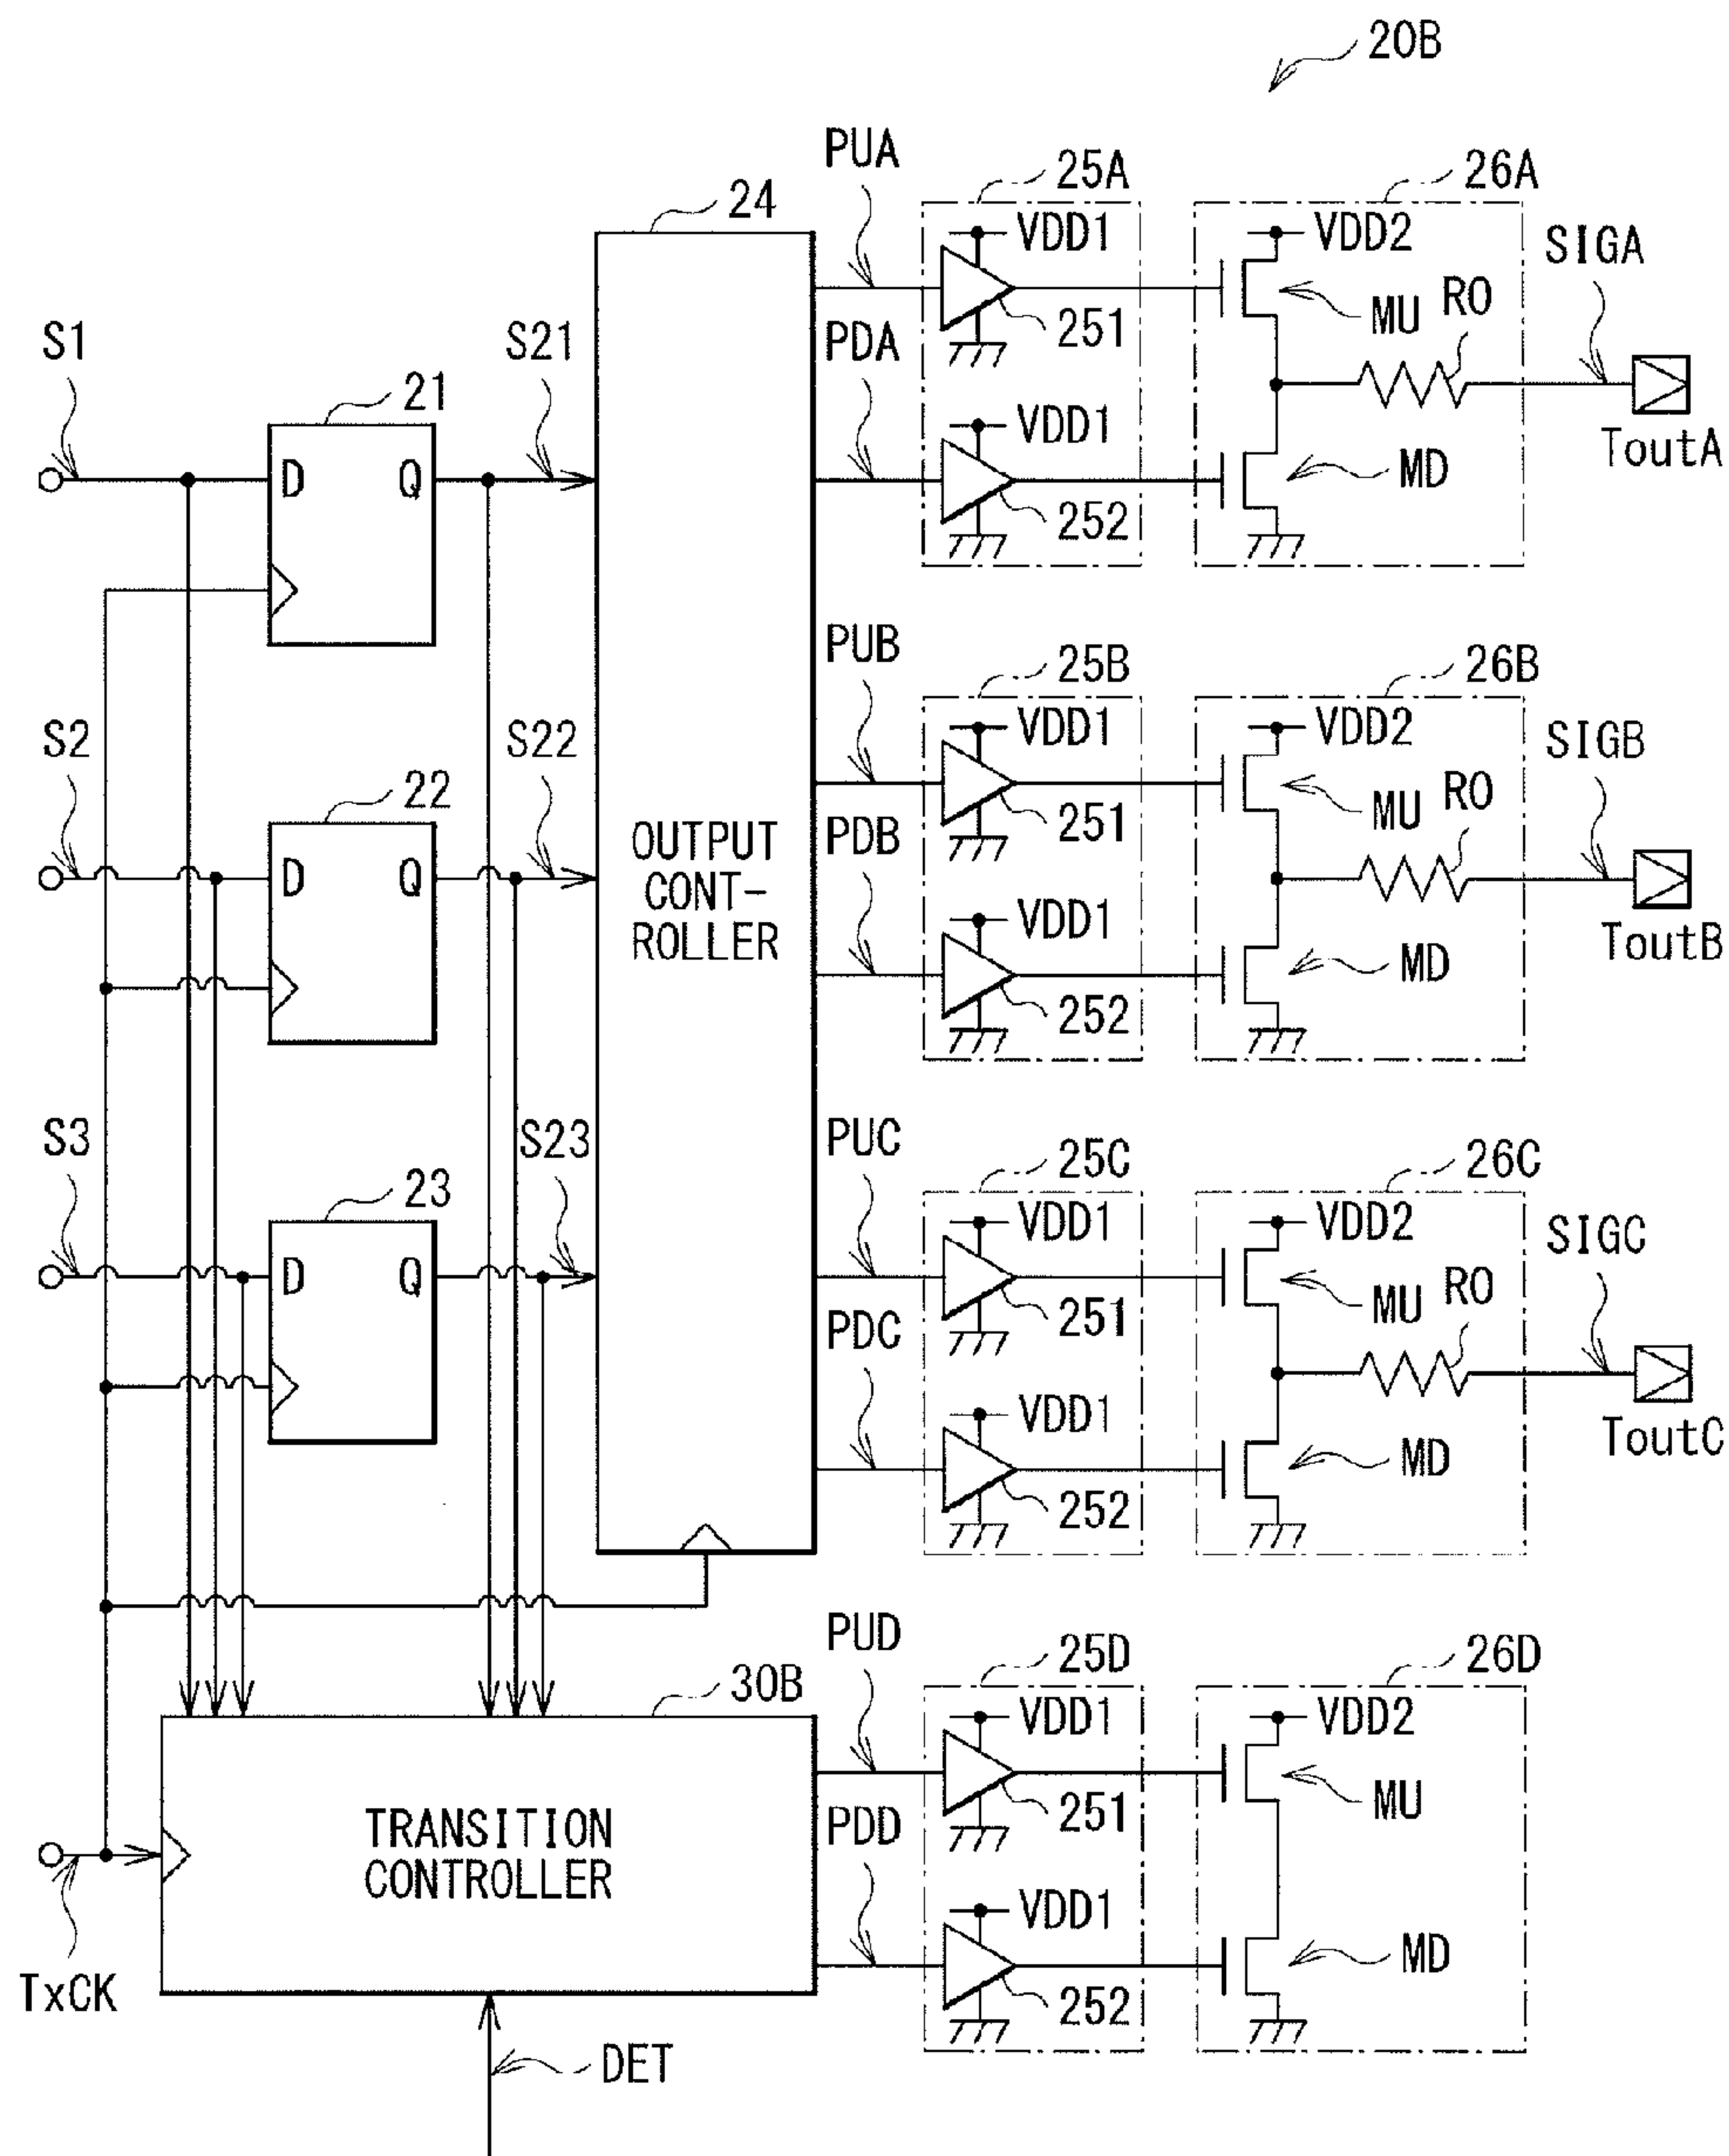 20B
PUA
25A
26A
24
VDD1
VDD2
SIGA
S1
S21
PDA
251
MU
RO
21
VDD1
D
Q
MD
ToutA
252
PUB
25B
26B
S2
S22
VDD1
VDD2
SIGB
22
PDB
251
MU
RO
OUTPUT
CONT-
ROLLER
D
Q
VDD1
MD
ToutB
252
S3
S23
PUC
25C
26C
23
VDD1
VDD2
SIGC
D
Q
PDC
251
MU
RO
VDD1
MD
ToutC
252
PUD
25D
26D
30B
VDD1
VDD2
TRANSITION
CONTROLLER
PDD
251
MU
VDD1
MD
TxCK
252
DET